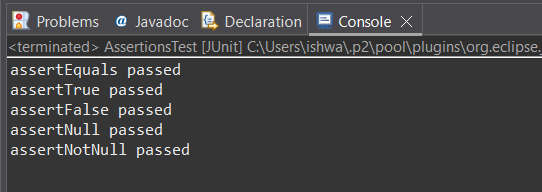 Problems @ Javadoc Declaration Console
<terminated> AssertionsTest [JUnit] C:\Users\ishwa\.p2\pool\plugins\org.eclipse.
assertEquals passed
assertTrue passed
assertFalse passed
assertNull passed
assertNotNull passed